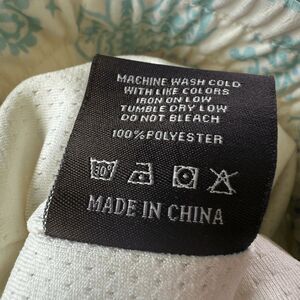 MACHINE WASH COLD
WITH LIKE COLORS
IRON ON LOW
TUMBLE DRY LOW
DO NOT BLEACH
100%POLYESTER
30°
MADE IN CHINA